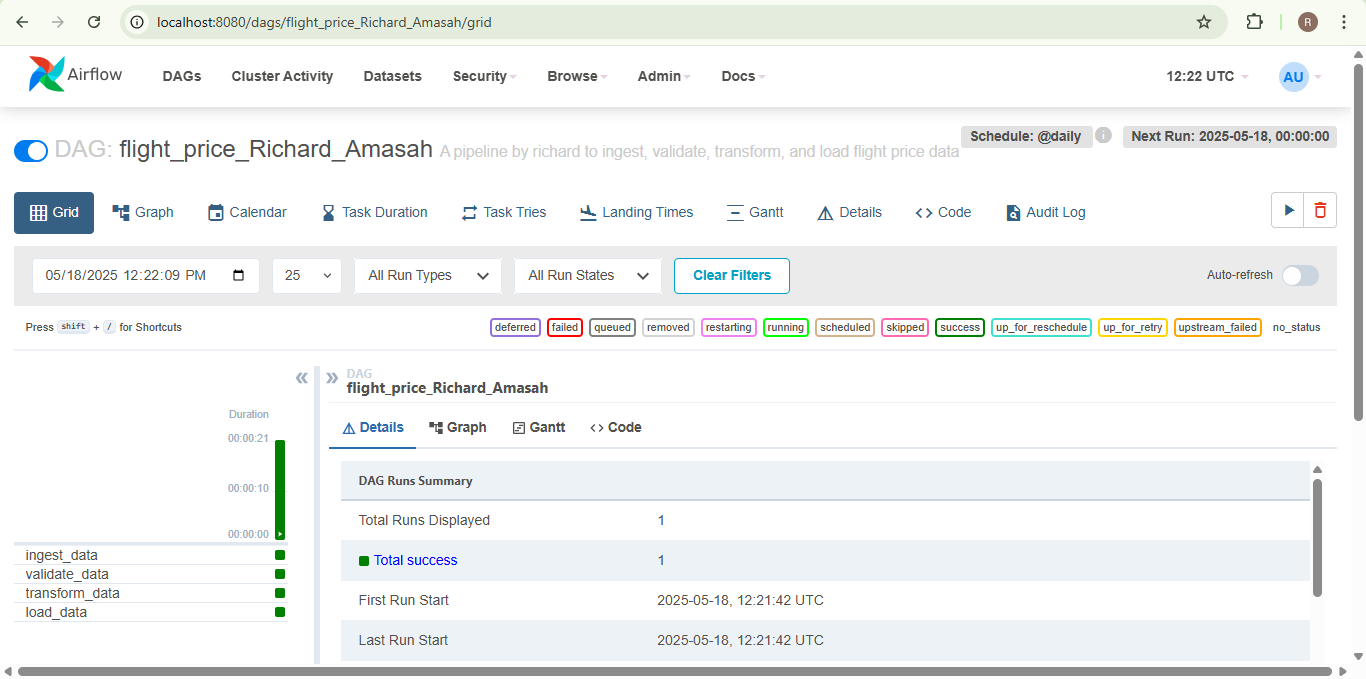 localhost:8080/dags/flight_price_Richard_Amasah/grid
R
Airflow
DAGs Cluster Activity Datasets Security Browse Admin Docs 12:22 UTC AU
Schedule: @daily Next Run: 2025-05-18, 00:00:00
DAG: flight_price_Richard_Amasah A pipeline by richard to ingest, validate, transform, and load flight price data
Grid Graph Calendar Task Duration Task Tries Landing Times Gantt Details Code Audit Log
05/18/2025 12:22:09 PM 25 All Run Types All Run States Clear Filters Auto-refresh
Press shift + / for Shortcuts deferred failed queued removed restarting running scheduled skipped success up_for_reschedule up_for_retry upstream_failed no_status
DAG
flight_price_Richard_Amasah
Duration
00:00:21
00:00:10
00:00:00
ingest_data
validate_data
transform_data
load_data
Details Graph Gantt Code
DAG Runs Summary
Total Runs Displayed 1
Total success 1
First Run Start 2025-05-18, 12:21:42 UTC
Last Run Start 2025-05-18, 12:21:42 UTC